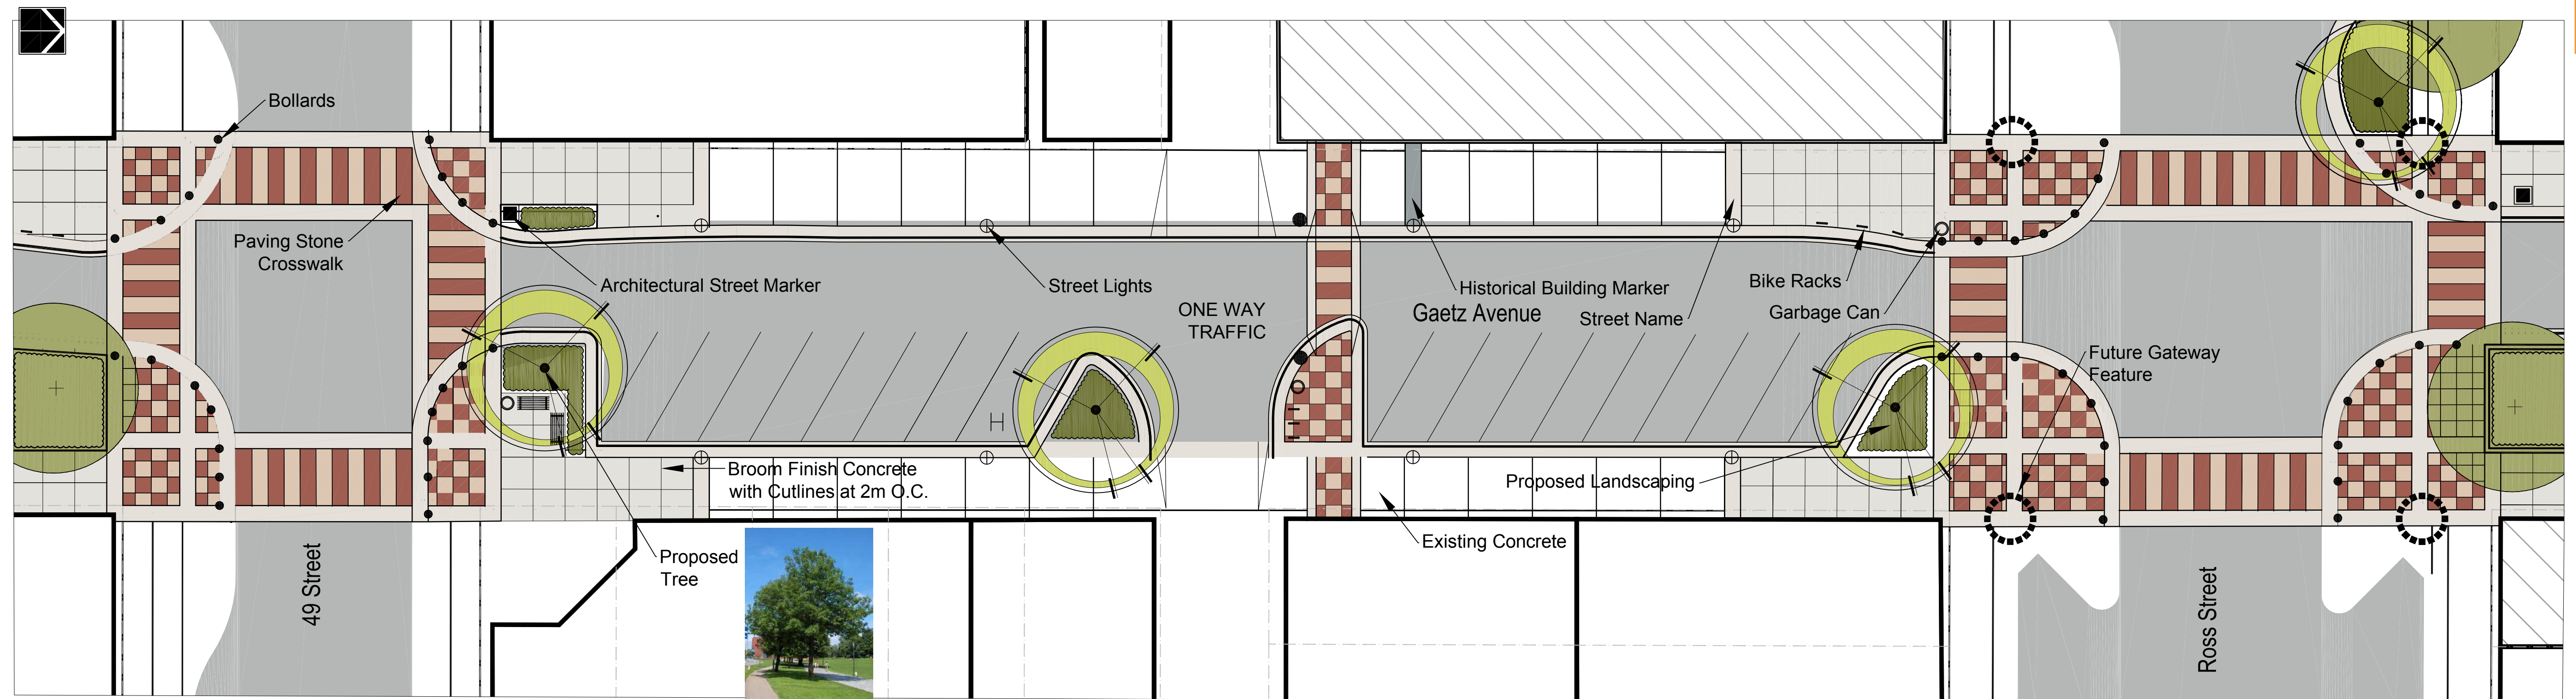 Bollards
Paving Stone
Crosswalk
Architectural Street Marker
Street Lights
ONE WAY
TRAFFIC
Historical Building Marker
Gaetz Avenue
Street Name
Bike Racks
Garbage Can
Future Gateway
Feature
Broom Finish Concrete
with Cutlines at 2m O.C.
Proposed Landscaping
Existing Concrete
Proposed
Tree
49 Street
Ross Street
H